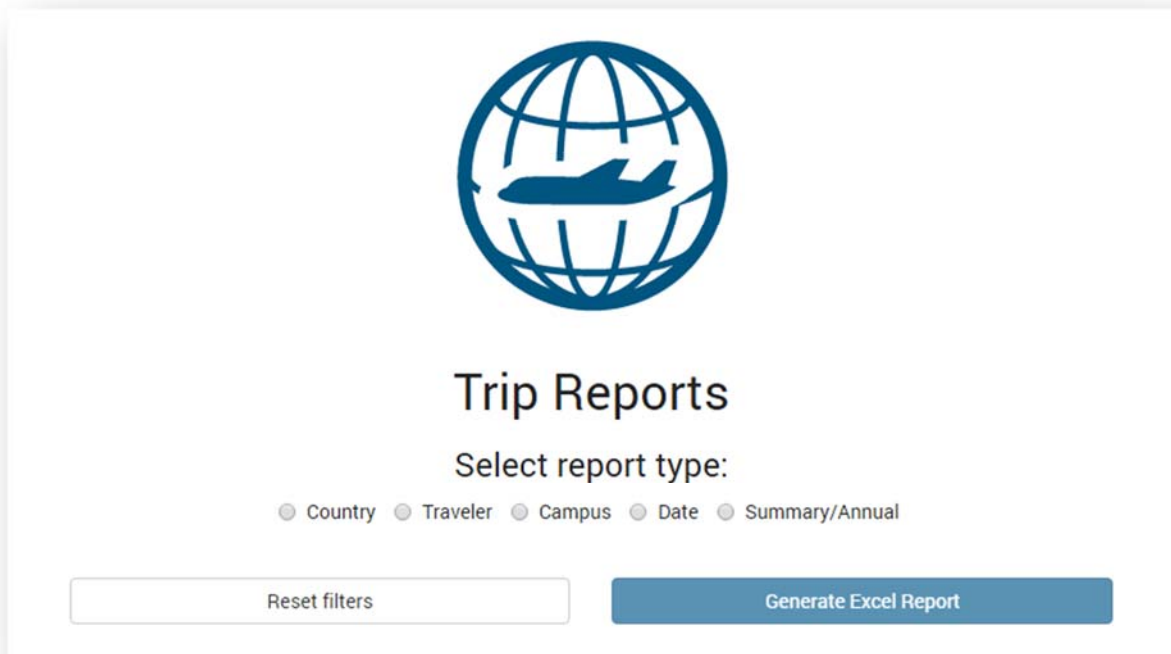 Trip Reports
Select report type:
Country Traveler Campus Date Summary/Annual
Reset filters Generate Excel Report